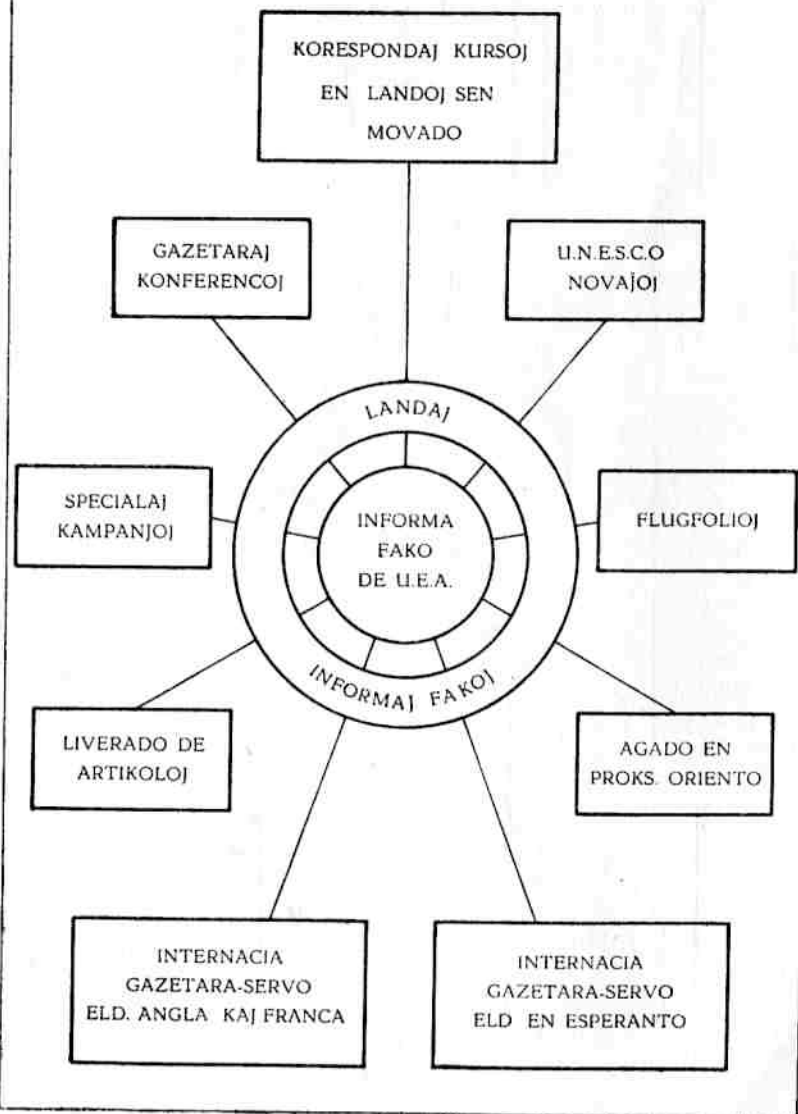 KORESPONDAJ KURSOJ
EN LANDOJ SEN
MOVADO
GAZETARAJ
KONFERENCOJ
U.N.E.S.C.O
NOVAĴOJ
LANDAJ
SPECIALAJ
KAMPANJOJ
INFORMA
FAKO
DE U.E.A.
FLUGFOLIOJ
INFORMAJ FAKOJ
LIVERADO DE
ARTIKOLOJ
AGADO EN
PROKS. ORIENTO
INTERNACIA
GAZETARA-SERVO
ELD. ANGLA KAJ FRANCA
INTERNACIA
GAZETARA-SERVO
ELD EN ESPERANTO